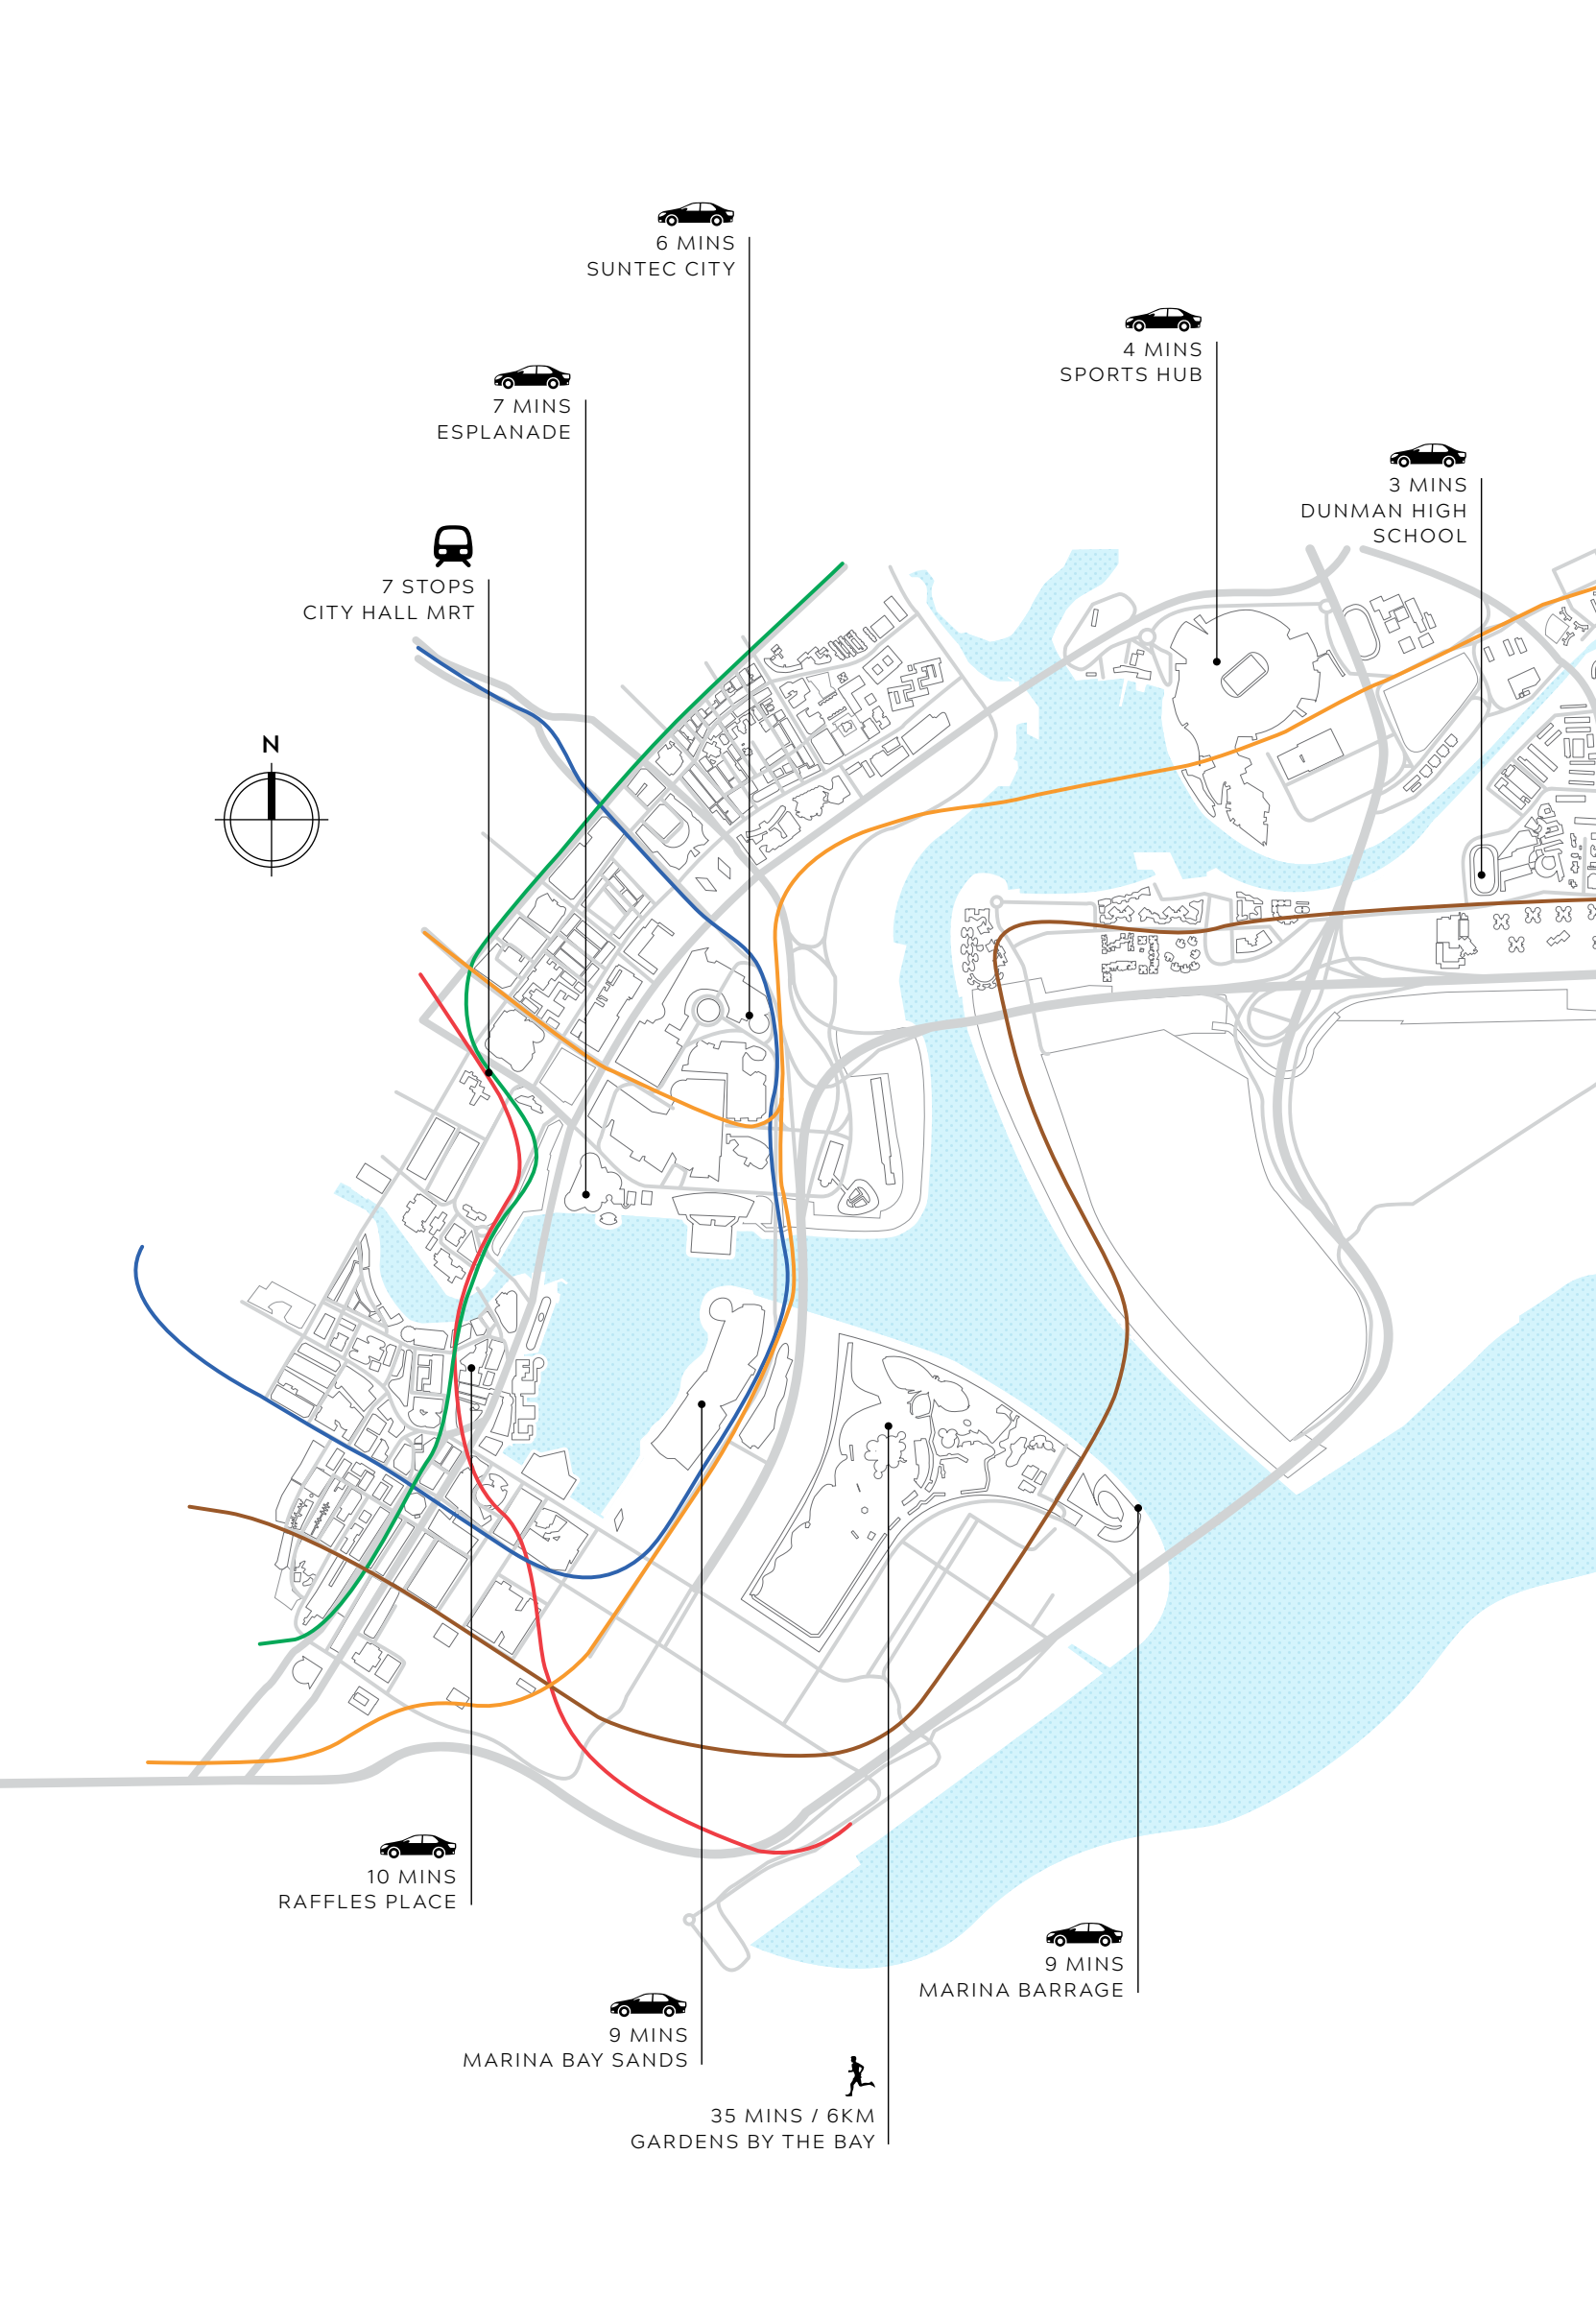 6 MINS
SUNTEC CITY
4 MINS
SPORTS HUB
7 MINS
ESPLANADE
3 MINS
DUNMAN HIGH
SCHOOL
7 STOPS
CITY HALL MRT
N
10 MINS
RAFFLES PLACE
9 MINS
MARINA BARRAGE
9 MINS
MARINA BAY SANDS
35 MINS / 6KM
GARDENS BY THE BAY